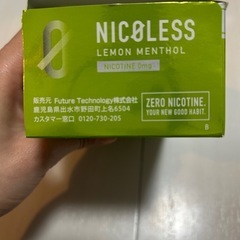 NICOLESS
LEMON MENTHOL
NICOTINE 0mg
販売元 Future Technology株式会社
鹿児島県出水市野田町上名6504
カスタマー窓口 0120-730-205
ZERO NICOTINE.
YOUR NEW GOOD HABIT.
B